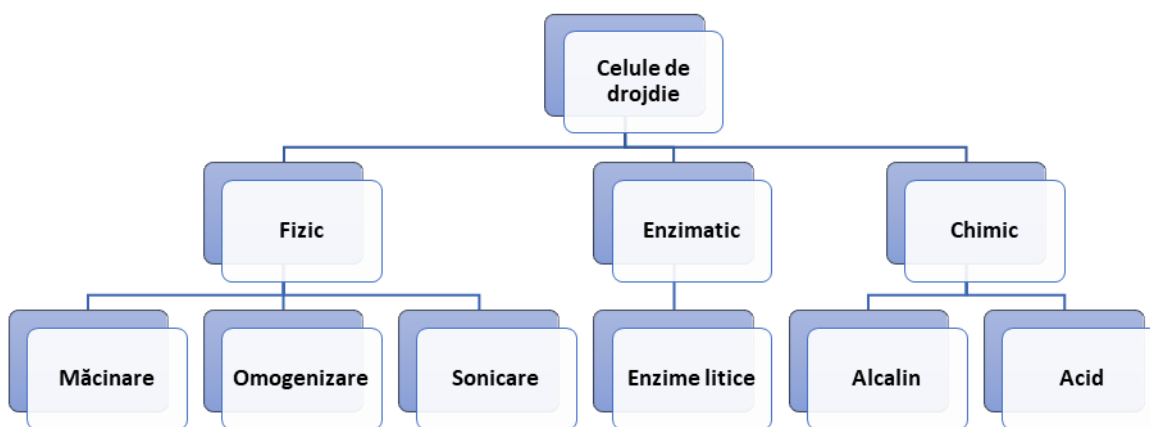 Celule de
drojdie
Fizic
Enzimatic
Chimic
Măcinare
Omogenizare
Sonicare
Enzime litice
Alcalin
Acid